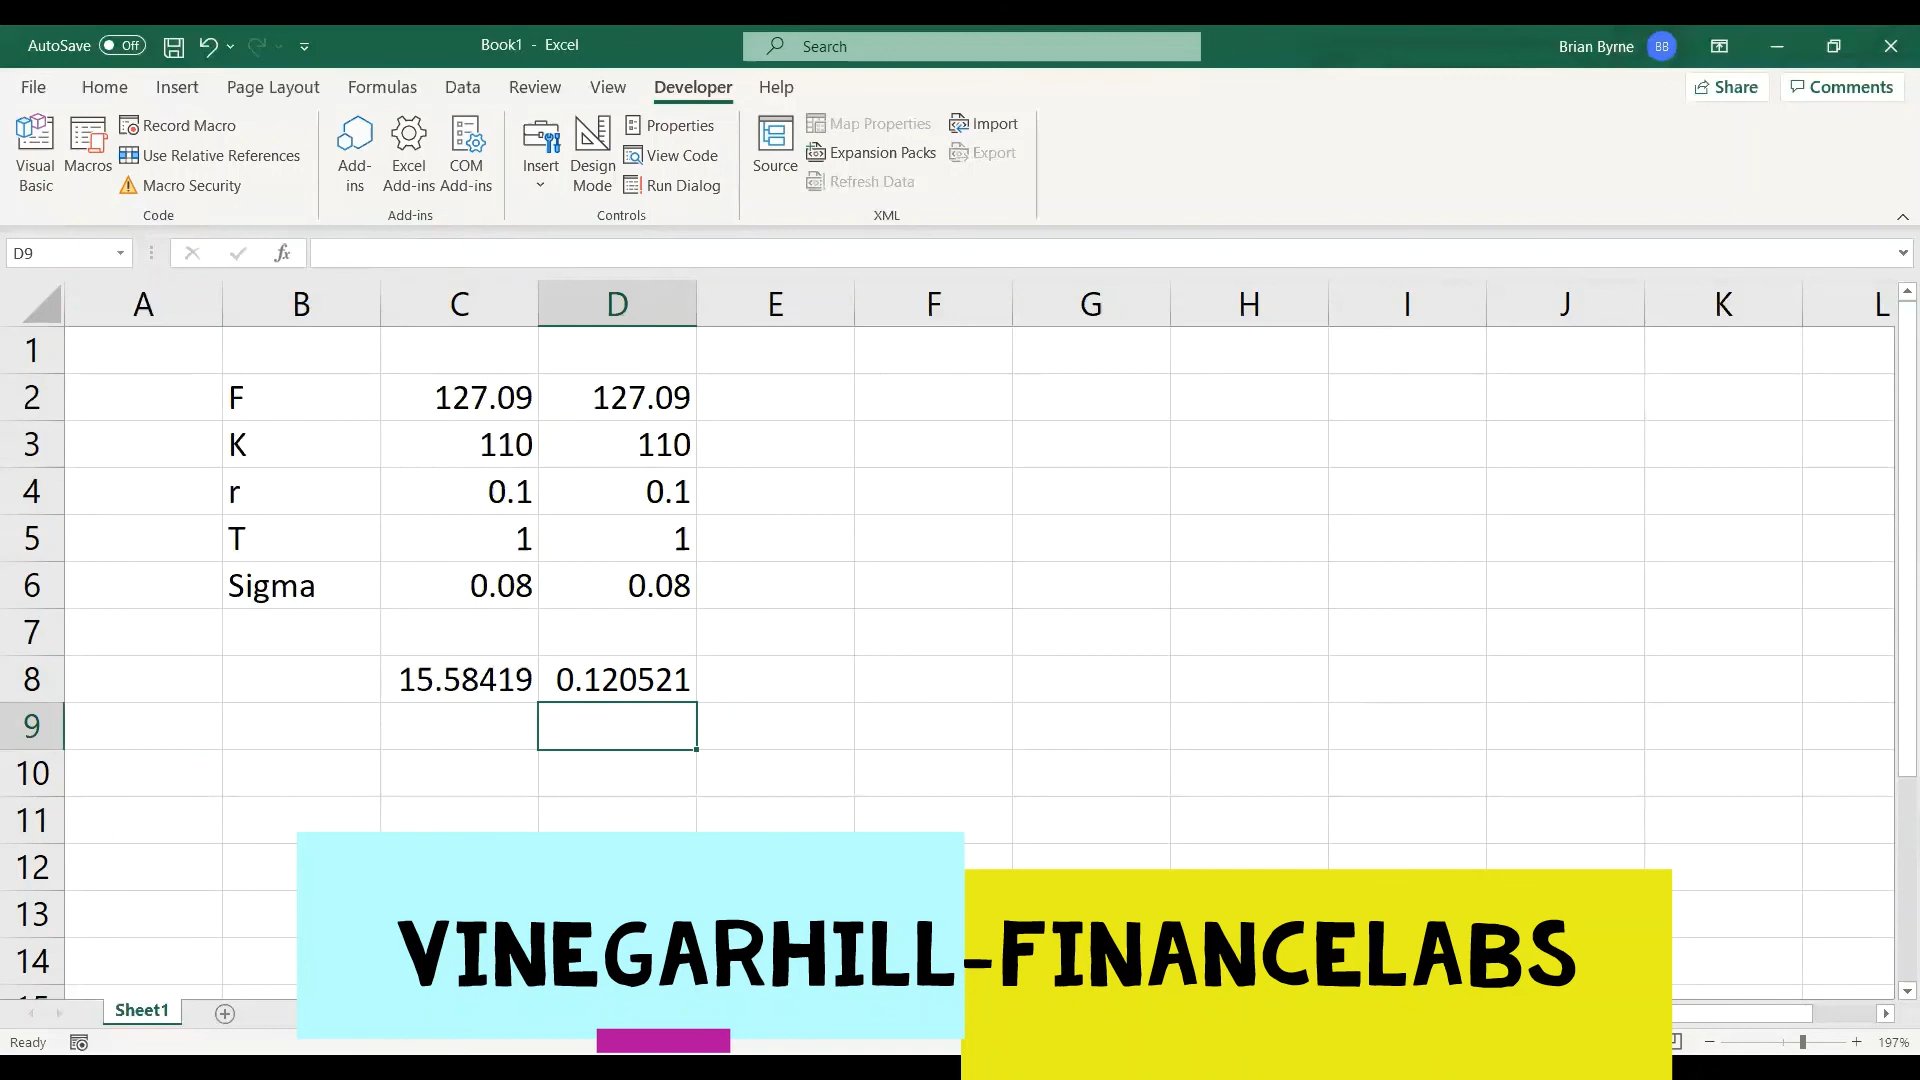 AutoSave Off Book1 - Excel Search Brian Byrne BB
File Home Insert Page Layout Formulas Data Review View Developer Help Share Comments
Visual Basic Macros Record Macro Use Relative References Macro Security Code
Add-ins Excel Add-ins COM Add-ins Add-ins
Insert Design Mode Properties View Code Run Dialog Controls
Source Map Properties Expansion Packs Refresh Data Import Export XML
D9 fx
A B C D E F G H I J K L
1
2 F 127.09 127.09
3 K 110 110
4 r 0.1 0.1
5 T 1 1
6 Sigma 0.08 0.08
7
8 15.58419 0.120521
9
10
11
12
13
14
15
VINEGARHILL-FINANCELABS
Sheet1
Ready 197%